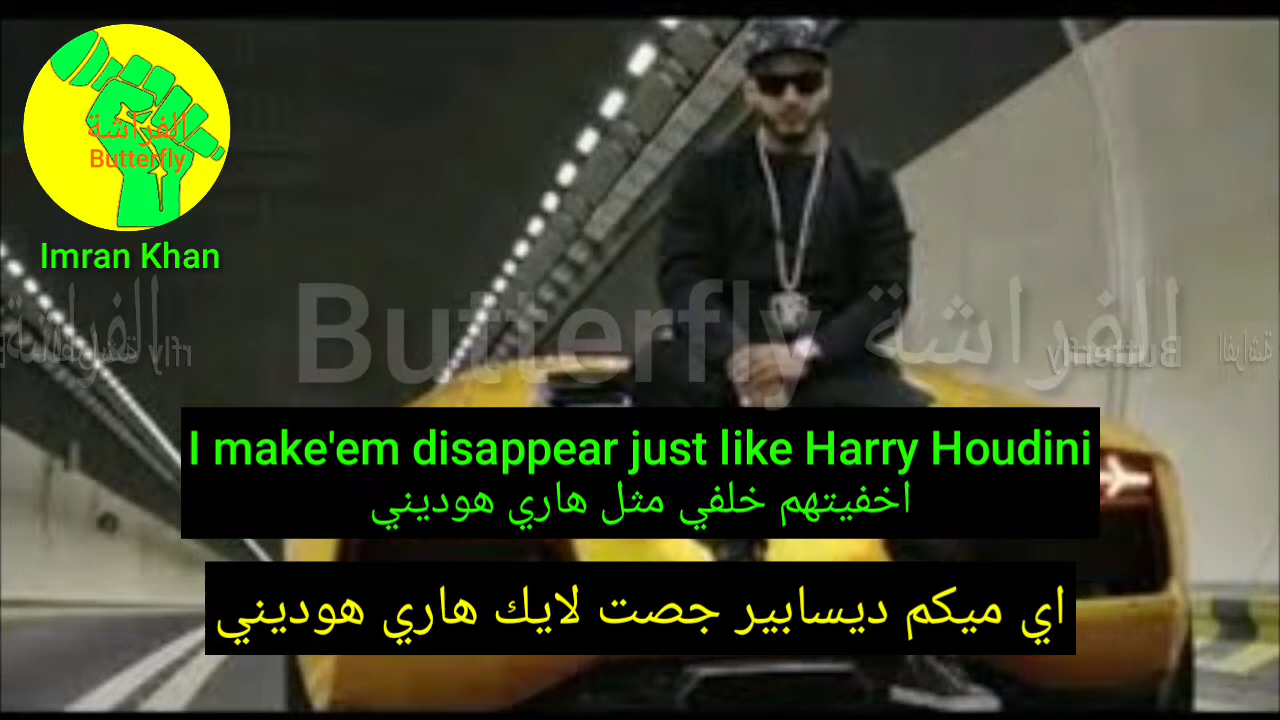 الفراشة
Butterfly
Imran Khan
Butterfly الفراشة
I make'em disappear just like Harry Houdini
اخفيتهم خلفي مثل هاري هوديني
اي ميكم ديسابير جصت لايك هاري هوديني